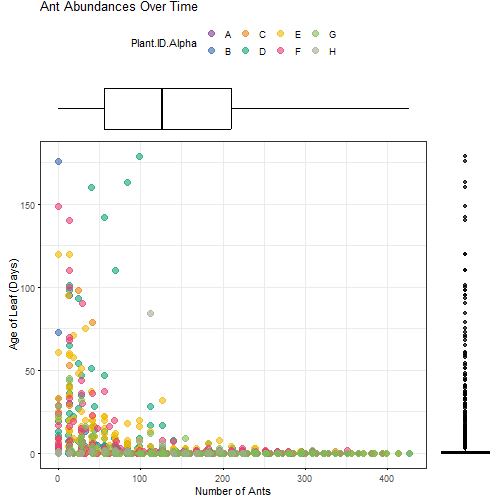 Ant Abundances Over Time
Plant.ID.Alpha
A C E G
B D F H
Age of Leaf (Days)
150
100
50
0
0 100 200 300 400
Number of Ants